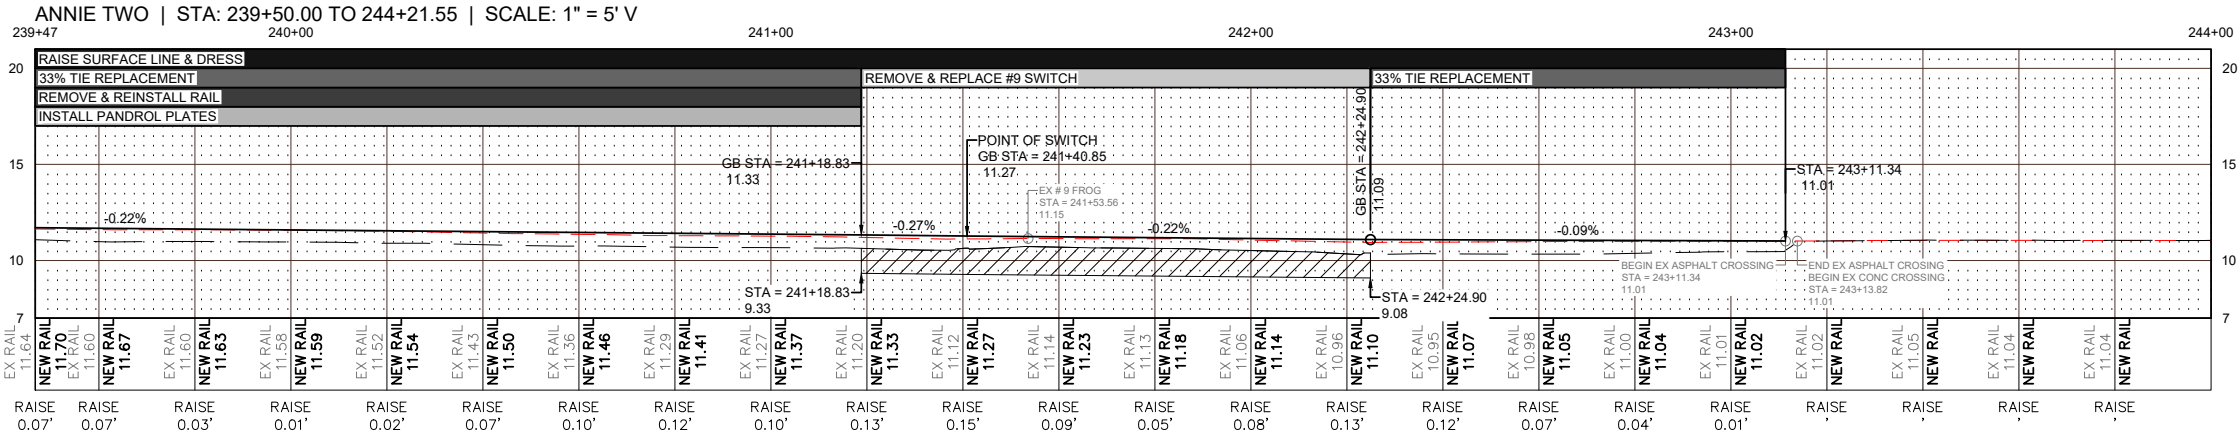 ANNIE TWO | STA: 239+50.00 TO 244+21.55 | SCALE: 1" = 5' V
239+47 240+00 241+00 242+00 243+00 244+00
RAISE SURFACE LINE & DRESS
33% TIE REPLACEMENT REMOVE & REPLACE #9 SWITCH 33% TIE REPLACEMENT
REMOVE & REINSTALL RAIL
INSTALL PANDROL PLATES
20 20
15 15
10 10
7 7
GB STA = 241+18.83
11.33
POINT OF SWITCH
GB STA = 241+40.85
11.27
EX # 9 FROG
STA = 241+53.56
11.15
GB STA = 242+24.90
11.09
STA = 243+11.34
11.01
-0.22% -0.27% -0.22% -0.09%
STA = 241+18.83
9.33
STA = 242+24.90
9.08
BEGIN EX ASPHALT CROSSING
STA = 243+11.34
11.01
END EX ASPHALT CROSING
BEGIN EX CONC CROSSING
STA = 243+13.82
11.01
EX RAIL
11.64
NEW RAIL
11.70
EX RAIL
11.60
NEW RAIL
11.67
EX RAIL
11.60
NEW RAIL
11.63
EX RAIL
11.58
NEW RAIL
11.59
EX RAIL
11.52
NEW RAIL
11.54
EX RAIL
11.43
NEW RAIL
11.50
EX RAIL
11.36
NEW RAIL
11.46
EX RAIL
11.29
NEW RAIL
11.41
EX RAIL
11.27
NEW RAIL
11.37
EX RAIL
11.20
NEW RAIL
11.33
EX RAIL
11.12
NEW RAIL
11.27
EX RAIL
11.14
NEW RAIL
11.23
EX RAIL
11.13
NEW RAIL
11.18
EX RAIL
11.06
NEW RAIL
11.14
EX RAIL
10.96
NEW RAIL
11.10
EX RAIL
10.95
NEW RAIL
11.07
EX RAIL
10.98
NEW RAIL
11.05
EX RAIL
11.00
NEW RAIL
11.04
EX RAIL
11.01
NEW RAIL
11.02
EX RAIL
11.02
NEW RAIL
EX RAIL
11.05
NEW RAIL
EX RAIL
11.04
NEW RAIL
EX RAIL
11.04
NEW RAIL
RAISE RAISE RAISE RAISE RAISE RAISE RAISE RAISE RAISE RAISE RAISE RAISE RAISE RAISE RAISE RAISE RAISE RAISE RAISE RAISE RAISE RAISE RAISE
0.07' 0.07' 0.03' 0.01' 0.02' 0.07' 0.10' 0.12' 0.10' 0.13' 0.15' 0.09' 0.05' 0.08' 0.13' 0.12' 0.07' 0.04' 0.01' ' ' ' '